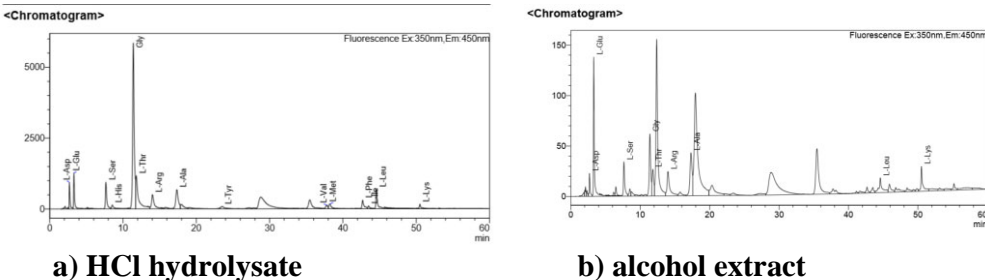 <Chromatogram>
Fluorescence Ex:350nm,Em:450nm
5000
2500
0
L-Asp
L-Glu
L-Ser
L-His
Gly
L-Thr
L-Arg
L-Ala
L-Tyr
L-Val
L-Met
L-Phe
L-Leu
L-Lys
0 10 20 30 40 50 60
min
a) HCl hydrolysate
<Chromatogram>
Fluorescence Ex:350nm,Em:450nm
150
100
50
0
L-Asp
L-Glu
L-Ser
Gly
L-Thr
L-Arg
L-Ala
L-Leu
L-Lys
0 10 20 30 40 50 60
min
b) alcohol extract